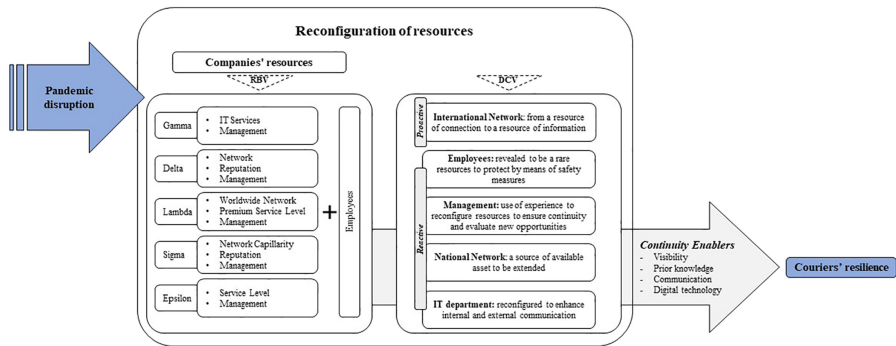 Reconfiguration of resources
Companies' resources
RBV
DCV
Pandemic
disruption
Gamma
• IT Services
• Management
Delta
• Network
• Reputation
• Management
Lambda
• Worldwide Network
• Premium Service Level
• Management
Sigma
• Network Capillarity
• Reputation
• Management
Epsilon
• Service Level
• Management
+
Employees
Proactive
International Network: from a resource
of connection to a resource of information
Reactive
Employees: revealed to be a rare
resources to protect by means of safety
measures
Management: use of experience to
reconfigure resources to ensure continuity
and evaluate new opportunities
National Network: a source of available
asset to be extended
IT department: reconfigured to enhance
internal and external communication
Continuity Enablers
- Visibility
- Prior knowledge
- Communication
- Digital technology
Couriers' resilience